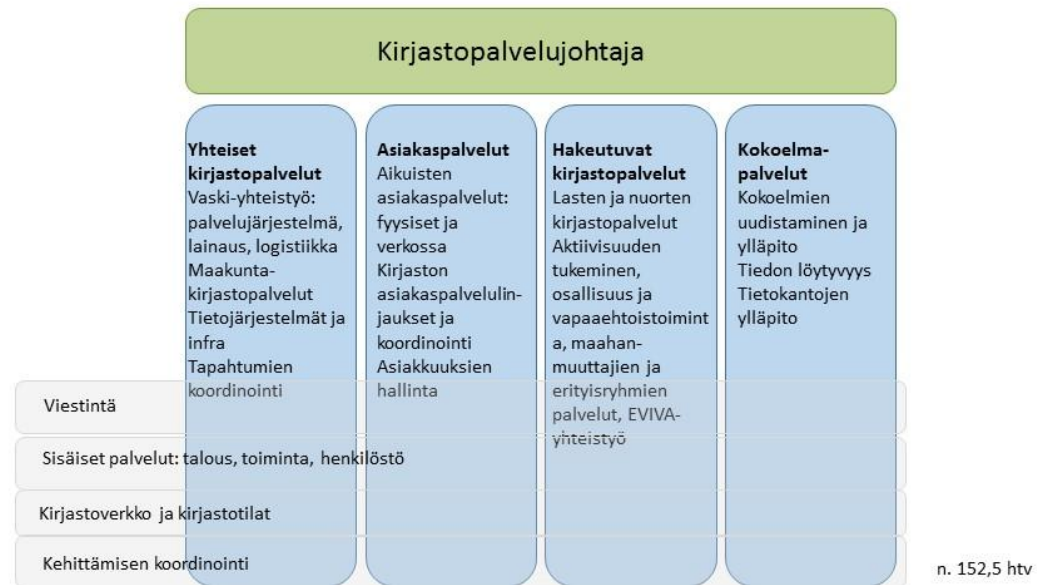 Kirjastopalvelujohtaja
Yhteiset
kirjastopalvelut
Vaski-yhteistyö:
palvelujärjestelmä,
lainaus, logistiikka
Maakunta-
kirjastopalvelut
Tietojärjestelmät ja
infra
Tapahtumien
koordinointi
Asiakaspalvelut
Aikuisten
asiakaspalvelut:
fyysiset ja
verkossa
Kirjaston
asiakaspalvelulin-
jaukset ja
koordinointi
Asiakkuuksien
hallinta
Hakeutuvat
kirjastopalvelut
Lasten ja nuorten
kirjastopalvelut
Aktiivisuuden
tukeminen,
osallisuus ja
vapaaehtoistoimint
a, maahan-
muuttajien ja
erityisryhmien
palvelut, EVIVA-
yhteistyö
Kokoelma-
palvelut
Kokoelmien
uudistaminen ja
ylläpito
Tiedon löytyvyys
Tietokantojen
ylläpito
Viestintä
Sisäiset palvelut: talous, toiminta, henkilöstö
Kirjastoverkko ja kirjastotilat
Kehittämisen koordinointi
n. 152,5 htv